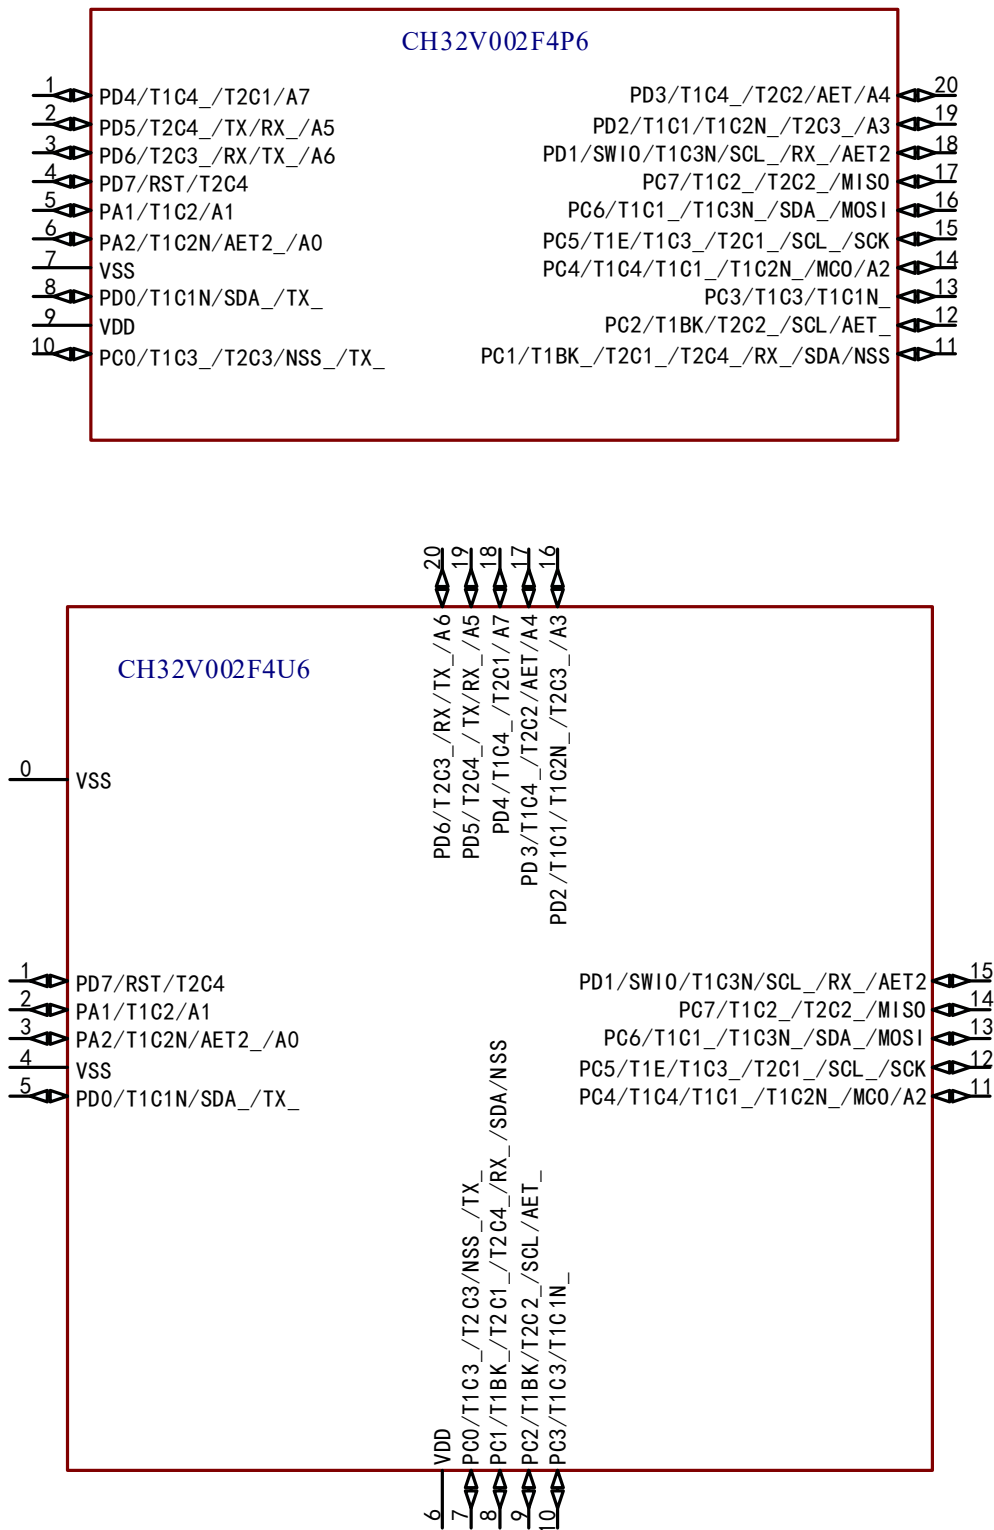 CH32V002F4P6
1 PD4/T1C4_/T2C1/A7
2 PD5/T2C4_/TX/RX_/A5
3 PD6/T2C3_/RX/TX_/A6
4 PD7/RST/T2C4
5 PA1/T1C2/A1
6 PA2/T1C2N/AET2_/A0
7 VSS
8 PD0/T1C1N/SDA_/TX_
9 VDD
10 PC0/T1C3_/T2C3/NSS_/TX_
PD3/T1C4_/T2C2/AET/A4 20
PD2/T1C1/T1C2N_/T2C3_/A3 19
PD1/SWIO/T1C3N/SCL_/RX_/AET2 18
PC7/T1C2_/T2C2_/MISO 17
PC6/T1C1_/T1C3N_/SDA_/MOSI 16
PC5/T1E/T1C3_/T2C1_/SCL_/SCK 15
PC4/T1C4/T1C1_/T1C2N_/MCO/A2 14
PC3/T1C3/T1C1N_ 13
PC2/T1BK/T2C2_/SCL/AET_ 12
PC1/T1BK_/T2C1_/T2C4_/RX_/SDA/NSS 11
CH32V002F4U6
20 PD6/T2C3_/RX/TX_/A6
19 PD5/T2C4_/TX/RX_/A5
18 PD4/T1C4_/T2C1/A7
17 PD3/T1C4_/T2C2/AET/A4
16 PD2/T1C1/T1C2N_/T2C3_/A3
0 VSS
1 PD7/RST/T2C4
2 PA1/T1C2/A1
3 PA2/T1C2N/AET2_/A0
4 VSS
5 PD0/T1C1N/SDA_/TX_
PD1/SWIO/T1C3N/SCL_/RX_/AET2 15
PC7/T1C2_/T2C2_/MISO 14
PC6/T1C1_/T1C3N_/SDA_/MOSI 13
PC5/T1E/T1C3_/T2C1_/SCL_/SCK 12
PC4/T1C4/T1C1_/T1C2N_/MCO/A2 11
6 VDD
7 PC0/T1C3_/T2C3/NSS_/TX_
8 PC1/T1BK_/T2C1_/T2C4_/RX_/SDA/NSS
9 PC2/T1BK/T2C2_/SCL/AET_
10 PC3/T1C3/T1C1N_